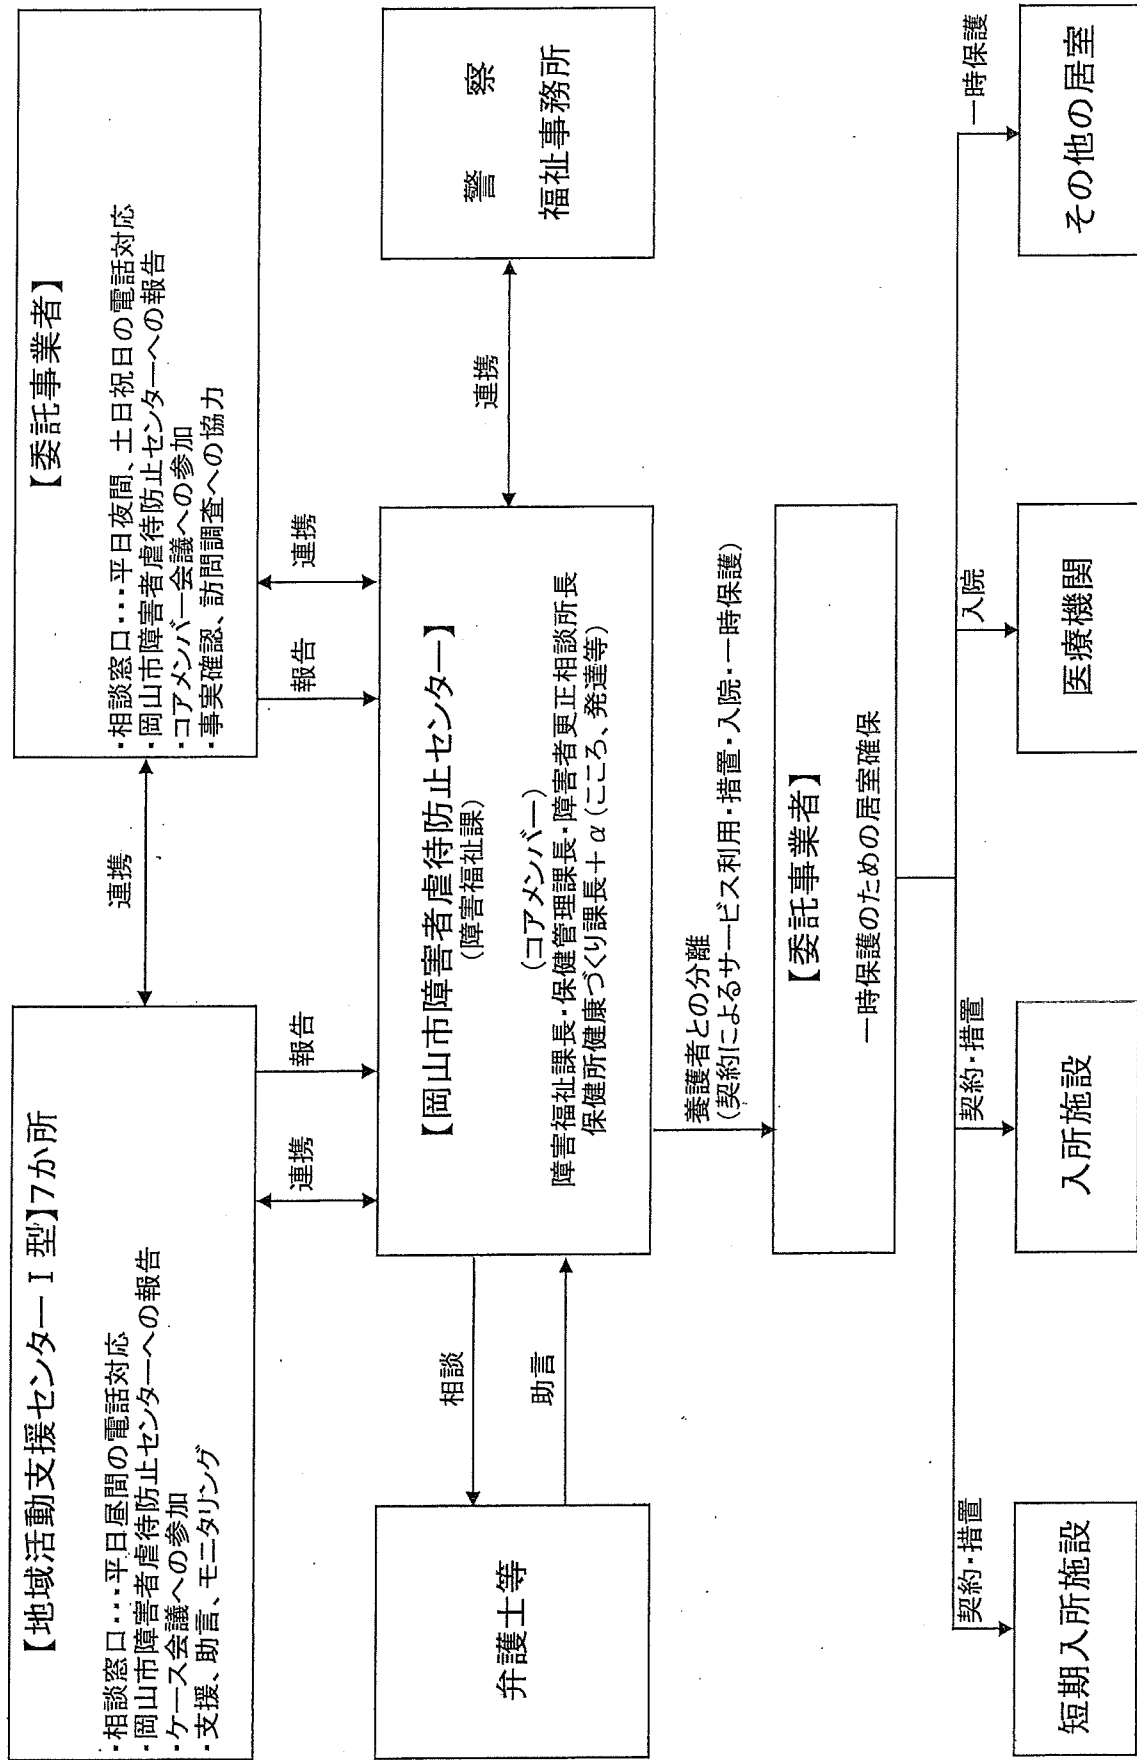 【地域活動支援センターⅠ型】7か所
・相談窓口･･･平日昼間の電話対応
・岡山市障害者虐待防止センターへの報告
・ケース会議への参加
・支援、助言、モニタリング
連携
【委託事業者】
・相談窓口･･･平日夜間、土日祝日の電話対応
・岡山市障害者虐待防止センターへの報告
・コアメンバー会議への参加
・事実確認、訪問調査への協力
連携
報告
報告
連携
弁護士等
相談
助言
【岡山市障害者虐待防止センター】
(障害福祉課)
(コアメンバー)
障害福祉課長・保健管理課長・障害者更正相談所長
保健所健康づくり課長+α(こころ、発達等)
連携
警察
福祉事務所
養護者との分離
(契約によるサービス利用・措置・入院・一時保護)
【委託事業者】
一時保護のための居室確保
契約・措置
契約・措置
入院
一時保護
短期入所施設
入所施設
医療機関
その他の居室